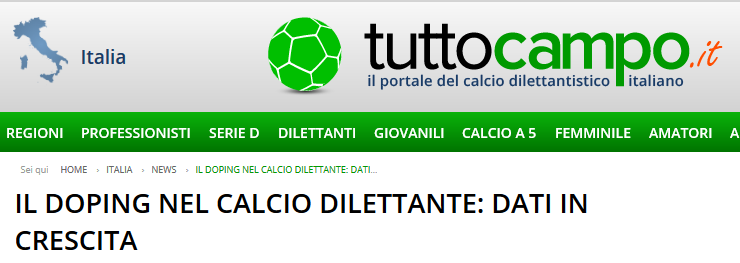 Italia
tuttocampo.it
il portale del calcio dilettantistico italiano
REGIONI PROFESSIONISTI SERIE D DILETTANTI GIOVANILI CALCIO A 5 FEMMINILE AMATORI A
Sei qui HOME › ITALIA › NEWS › IL DOPING NEL CALCIO DILETTANTE: DATI...
IL DOPING NEL CALCIO DILETTANTE: DATI IN
CRESCITA